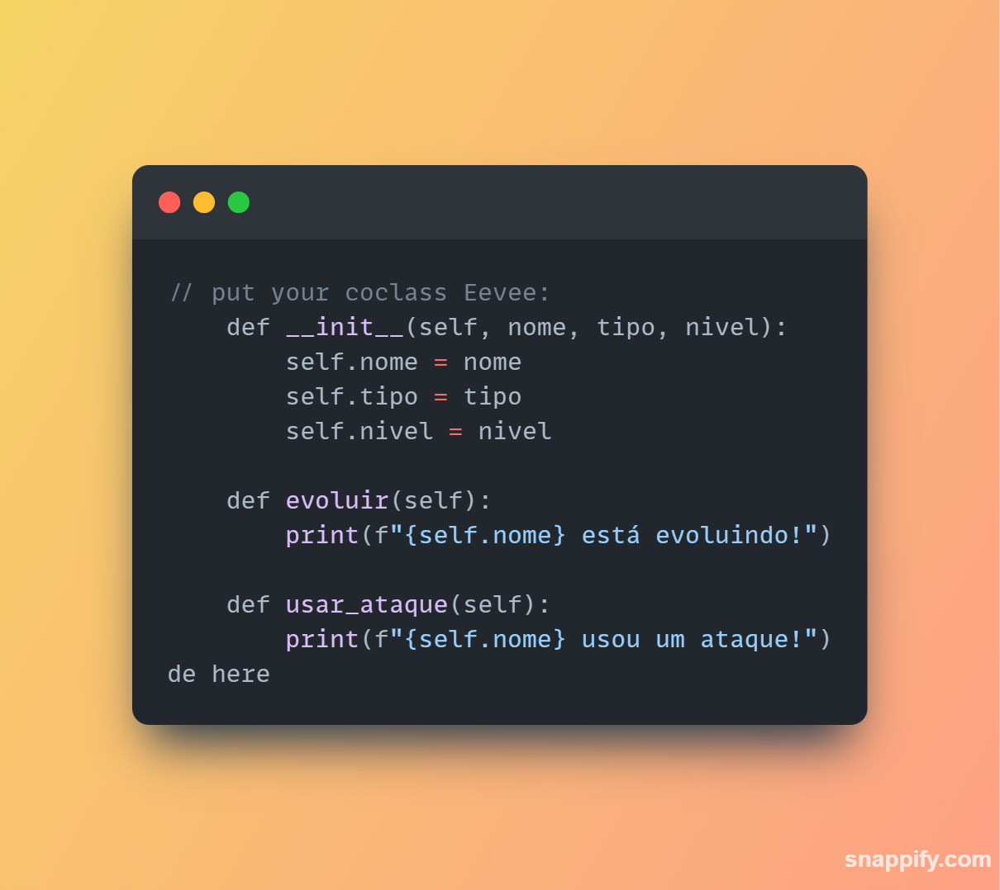 // put your coclass Eevee:
    def __init__(self, nome, tipo, nivel):
        self.nome = nome
        self.tipo = tipo
        self.nivel = nivel

    def evoluir(self):
        print(f"{self.nome} está evoluindo!")

    def usar_ataque(self):
        print(f"{self.nome} usou um ataque!")
de here
snappify.com